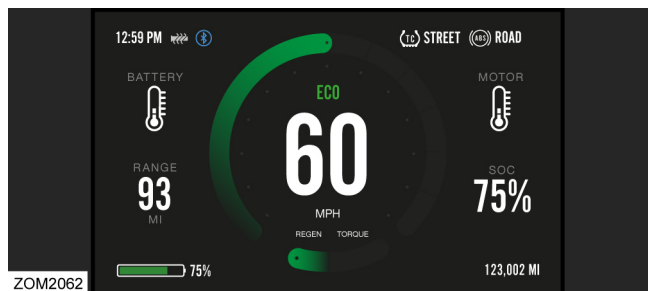 12:59 PM
(TC) STREET
(ABS) ROAD
BATTERY
ECO
MOTOR
60
RANGE
93
MI
SOC
75%
MPH
REGEN TORQUE
75%
123,002 MI
ZOM2062